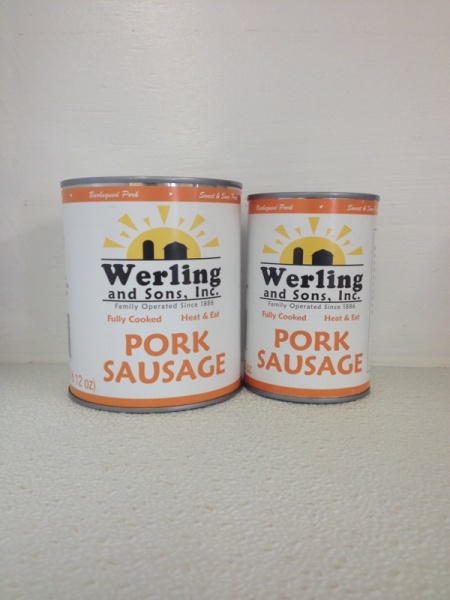 Barbequed Pork
Sweet & Sour Pork
Werling
and Sons, Inc.
Family Operated Since 1886
Fully Cooked Heat & Eat
PORK
SAUSAGE
12 oz)
Barbequed Pork
Sweet & Sour
Werling
and Sons, Inc.
Family Operated Since 1886
Fully Cooked Heat & Eat
PORK
SAUSAGE
oz